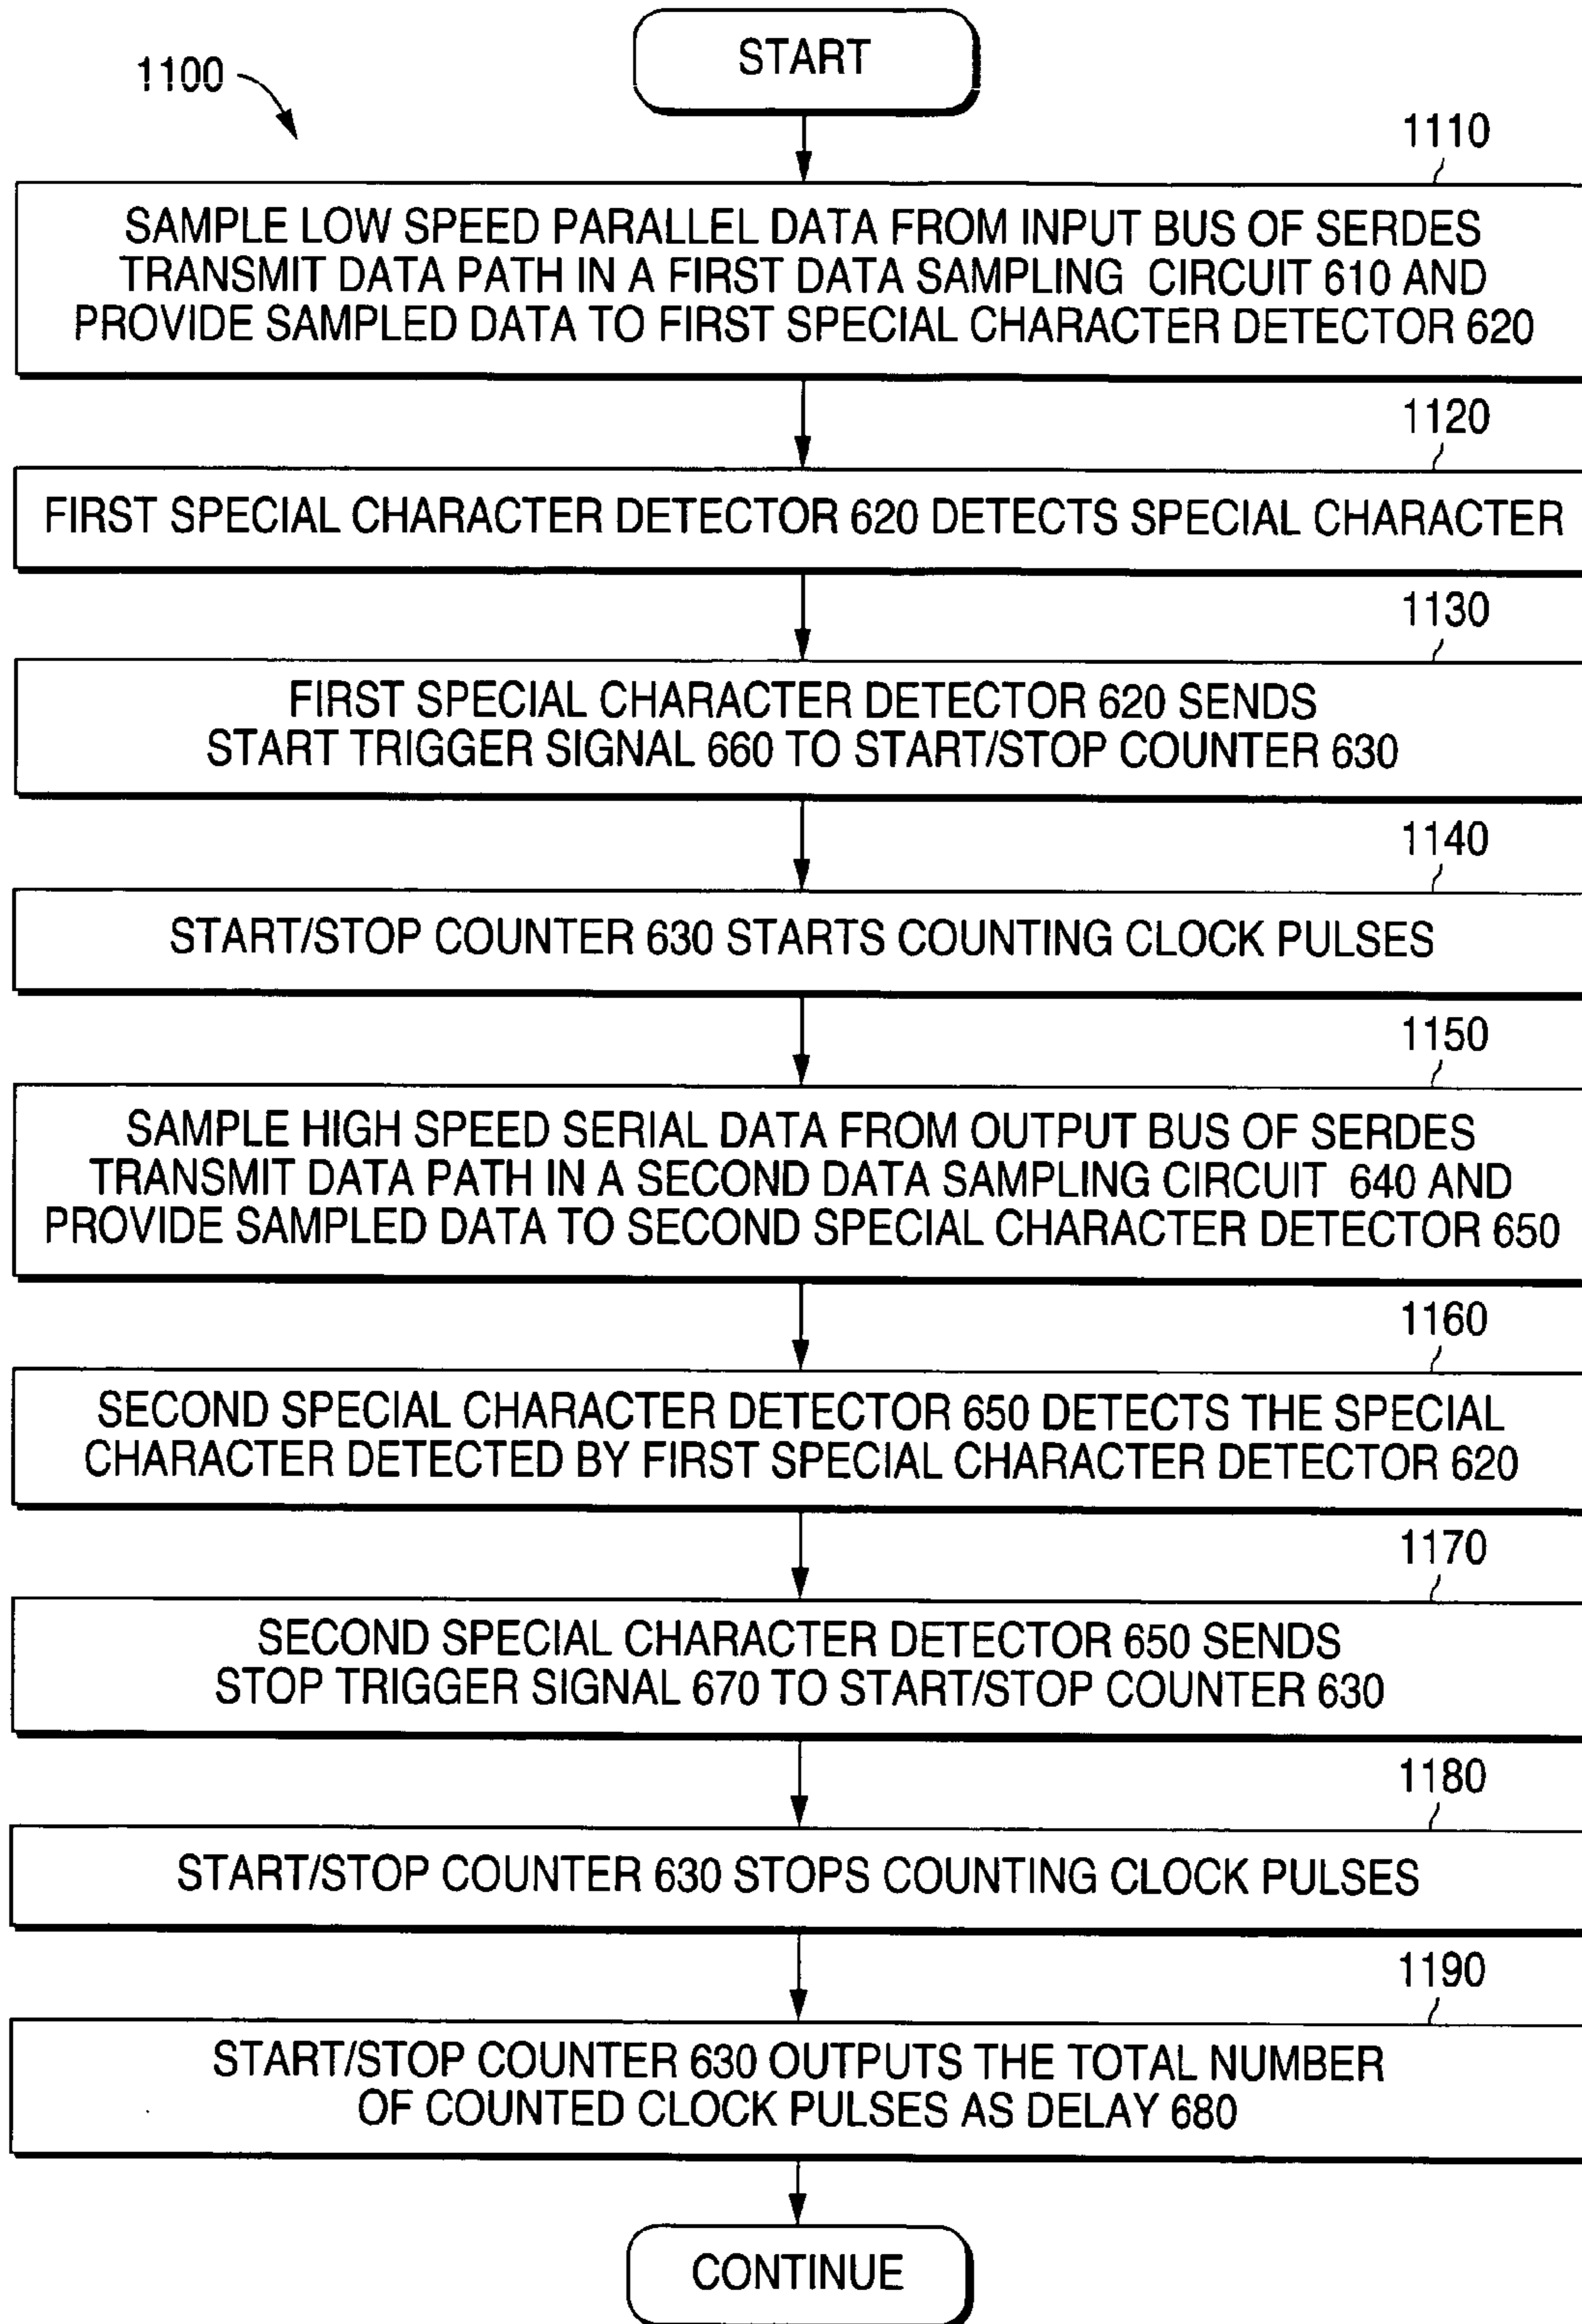 START
1100
1110
SAMPLE LOW SPEED PARALLEL DATA FROM INPUT BUS OF SERDES
TRANSMIT DATA PATH IN A FIRST DATA SAMPLING CIRCUIT 610 AND
PROVIDE SAMPLED DATA TO FIRST SPECIAL CHARACTER DETECTOR 620
1120
FIRST SPECIAL CHARACTER DETECTOR 620 DETECTS SPECIAL CHARACTER
1130
FIRST SPECIAL CHARACTER DETECTOR 620 SENDS
START TRIGGER SIGNAL 660 TO START/STOP COUNTER 630
1140
START/STOP COUNTER 630 STARTS COUNTING CLOCK PULSES
1150
SAMPLE HIGH SPEED SERIAL DATA FROM OUTPUT BUS OF SERDES
TRANSMIT DATA PATH IN A SECOND DATA SAMPLING CIRCUIT 640 AND
PROVIDE SAMPLED DATA TO SECOND SPECIAL CHARACTER DETECTOR 650
1160
SECOND SPECIAL CHARACTER DETECTOR 650 DETECTS THE SPECIAL
CHARACTER DETECTED BY FIRST SPECIAL CHARACTER DETECTOR 620
1170
SECOND SPECIAL CHARACTER DETECTOR 650 SENDS
STOP TRIGGER SIGNAL 670 TO START/STOP COUNTER 630
1180
START/STOP COUNTER 630 STOPS COUNTING CLOCK PULSES
1190
START/STOP COUNTER 630 OUTPUTS THE TOTAL NUMBER
OF COUNTED CLOCK PULSES AS DELAY 680
CONTINUE